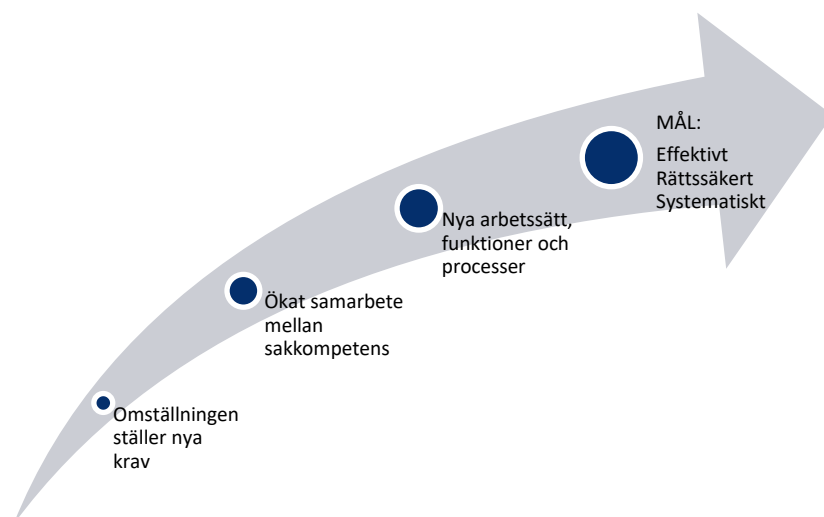 Omställningen
ställer nya
krav
Ökat samarbete
mellan
sakkompetens
Nya arbetssätt,
funktioner och
processer
MÅL:
Effektivt
Rättssäkert
Systematiskt